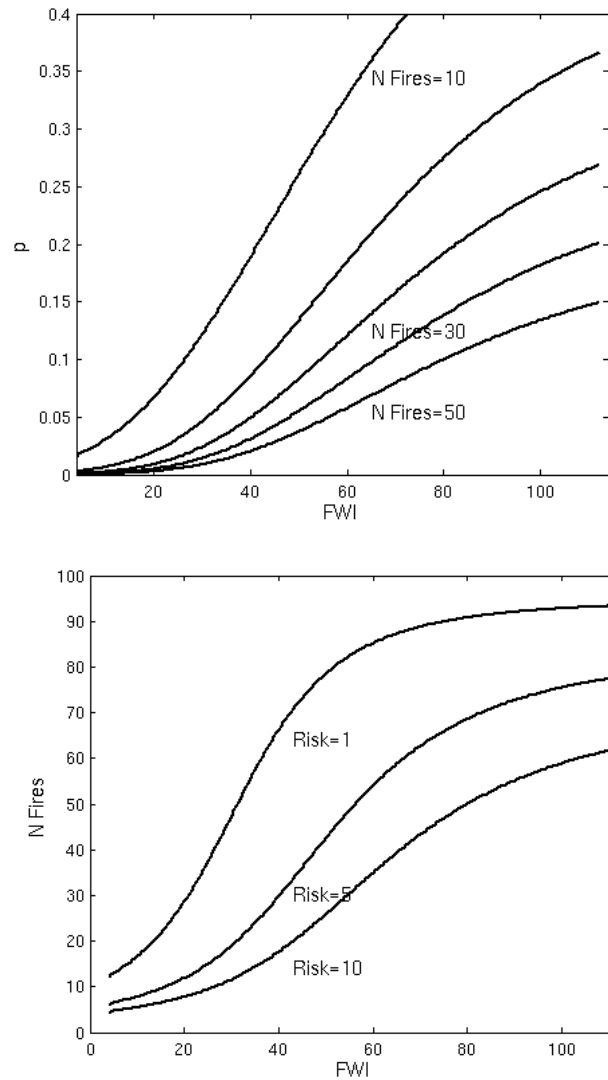 0.4
0.35
0.3
0.25
0.2
0.15
0.1
0.05
0
p
N Fires=10
N Fires=30
N Fires=50
20 40 60 80 100
FWI
100
90
80
70
60
50
40
30
20
10
0
N Fires
Risk=1
Risk=5
Risk=10
0 20 40 60 80 100
FWI